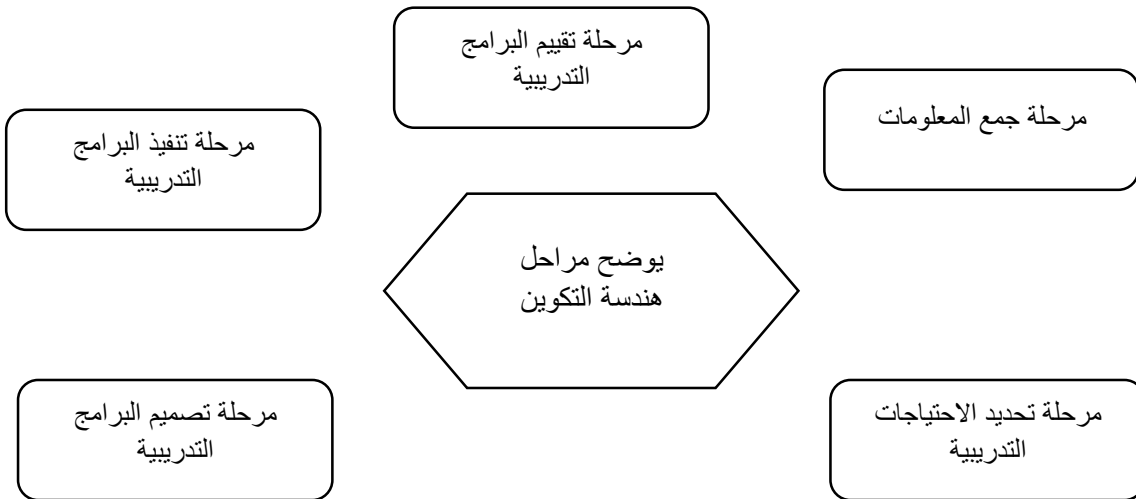 مرحلة تقييم البرامج
التدريبية
مرحلة جمع المعلومات
مرحلة تنفيذ البرامج
التدريبية
يوضح مراحل
هندسة التكوين
مرحلة تحديد الاحتياجات
التدريبية
مرحلة تصميم البرامج
التدريبية